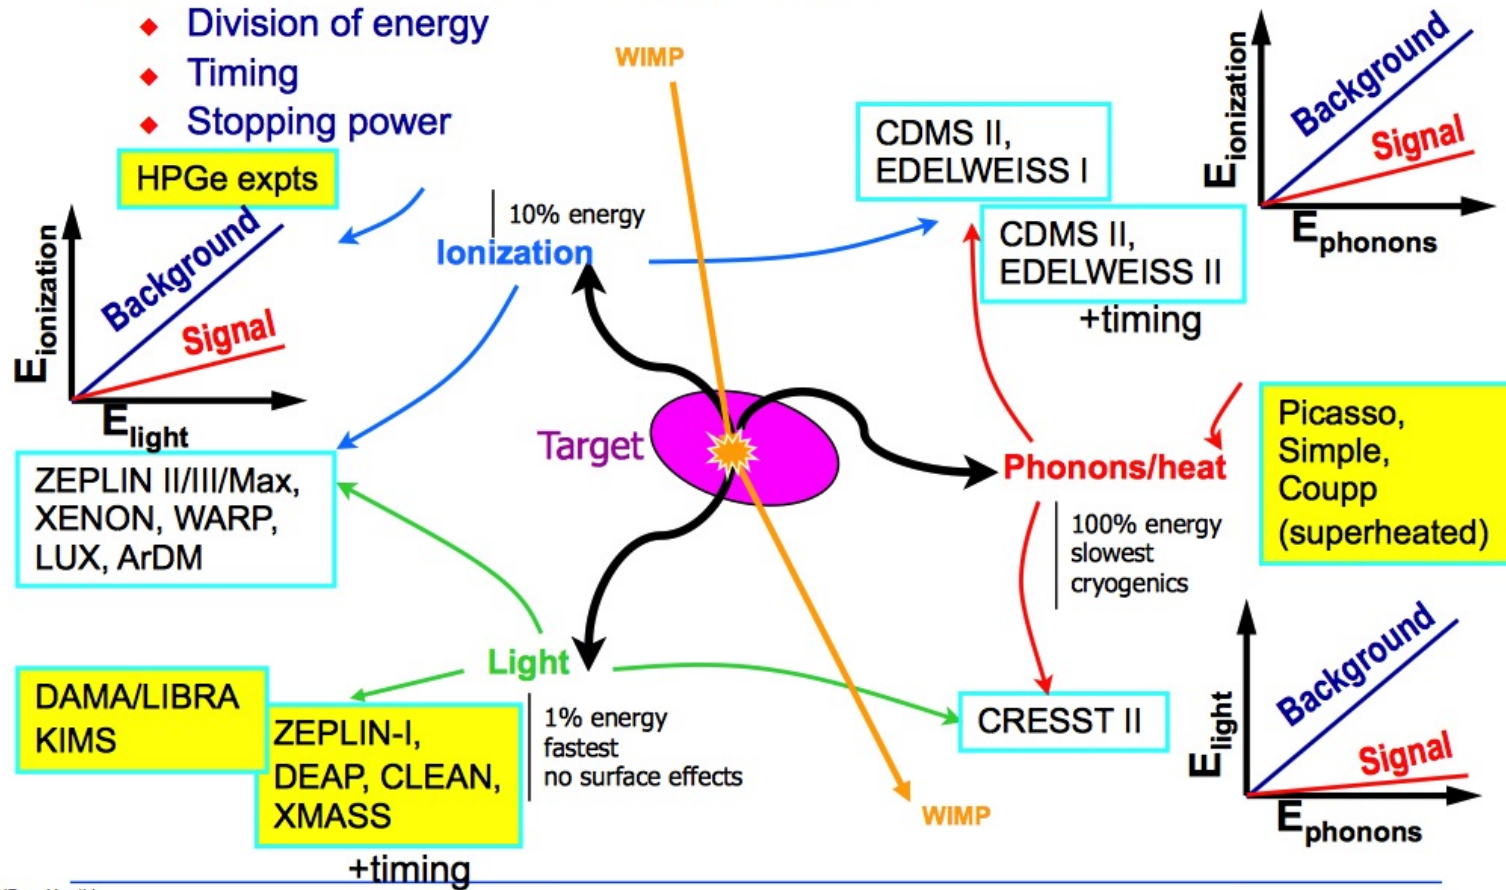 Division of energy
Timing
Stopping power
WIMP
HPGe expts
10% energy
Ionization
CDMS II,
EDELWEISS I
CDMS II,
EDELWEISS II
+timing
Eionization
Background
Signal
Ephonons
Eionization
Background
Signal
Elight
Target
Phonons/heat
100% energy
slowest
cryogenics
Picasso,
Simple,
Coupp
(superheated)
ZEPLIN II/III/Max,
XENON, WARP,
LUX, ArDM
Light
1% energy
fastest
no surface effects
DAMA/LIBRA
KIMS
ZEPLIN-I,
DEAP, CLEAN,
XMASS
+timing
CRESST II
WIMP
Elight
Background
Signal
Ephonons